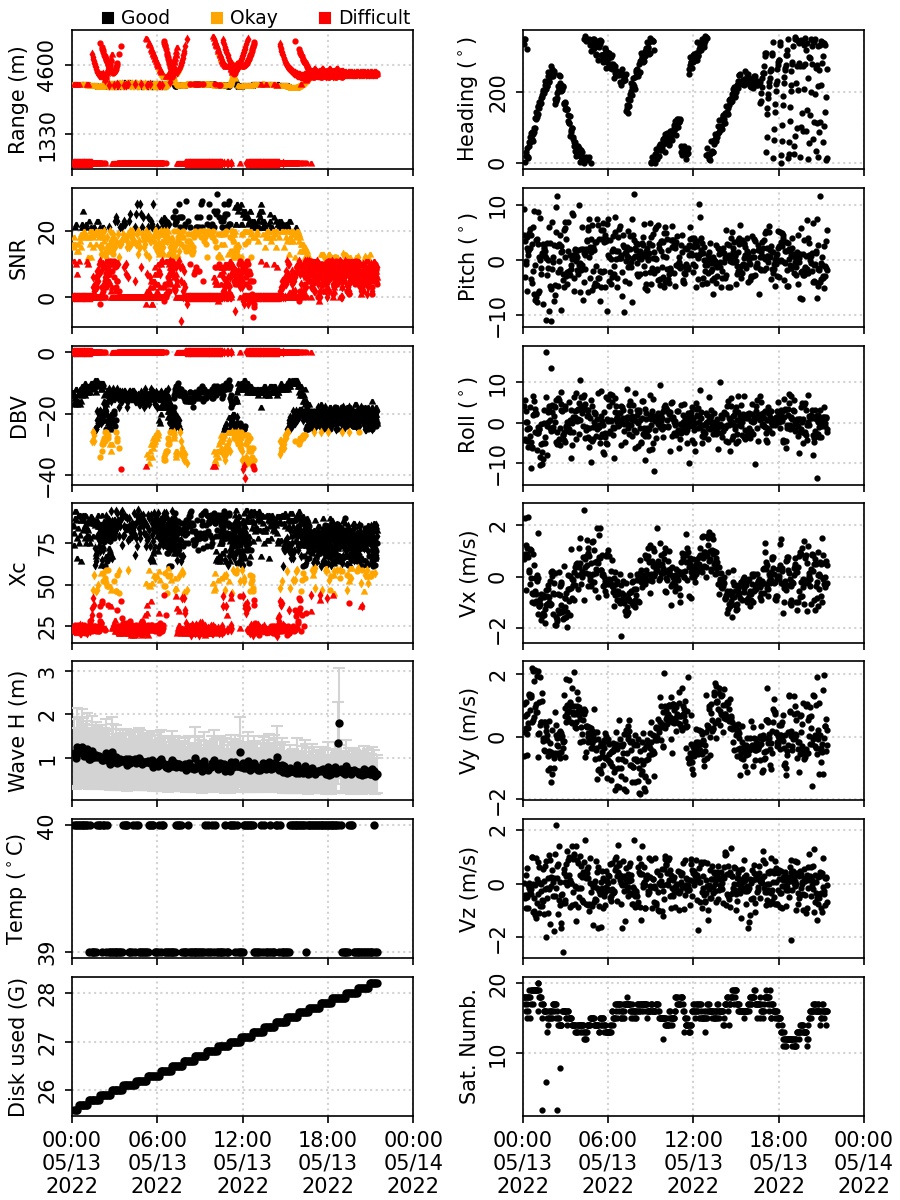 Good Okay Difficult
Range (m)
4600
1330
Heading (°)
200
0
SNR
20
0
Pitch (°)
10
0
−10
DBV
0
−20
−40
Roll (°)
10
0
−10
Xc
75
50
25
Vx (m/s)
2
0
−2
Wave H (m)
3
2
1
Vy (m/s)
2
0
−2
Temp (°C)
40
39
Vz (m/s)
2
0
−2
Disk used (G)
28
27
26
Sat. Numb.
20
10
00:00 06:00 12:00 18:00 00:00
05/13 05/13 05/13 05/13 05/14
2022 2022 2022 2022 2022
00:00 06:00 12:00 18:00 00:00
05/13 05/13 05/13 05/13 05/14
2022 2022 2022 2022 2022